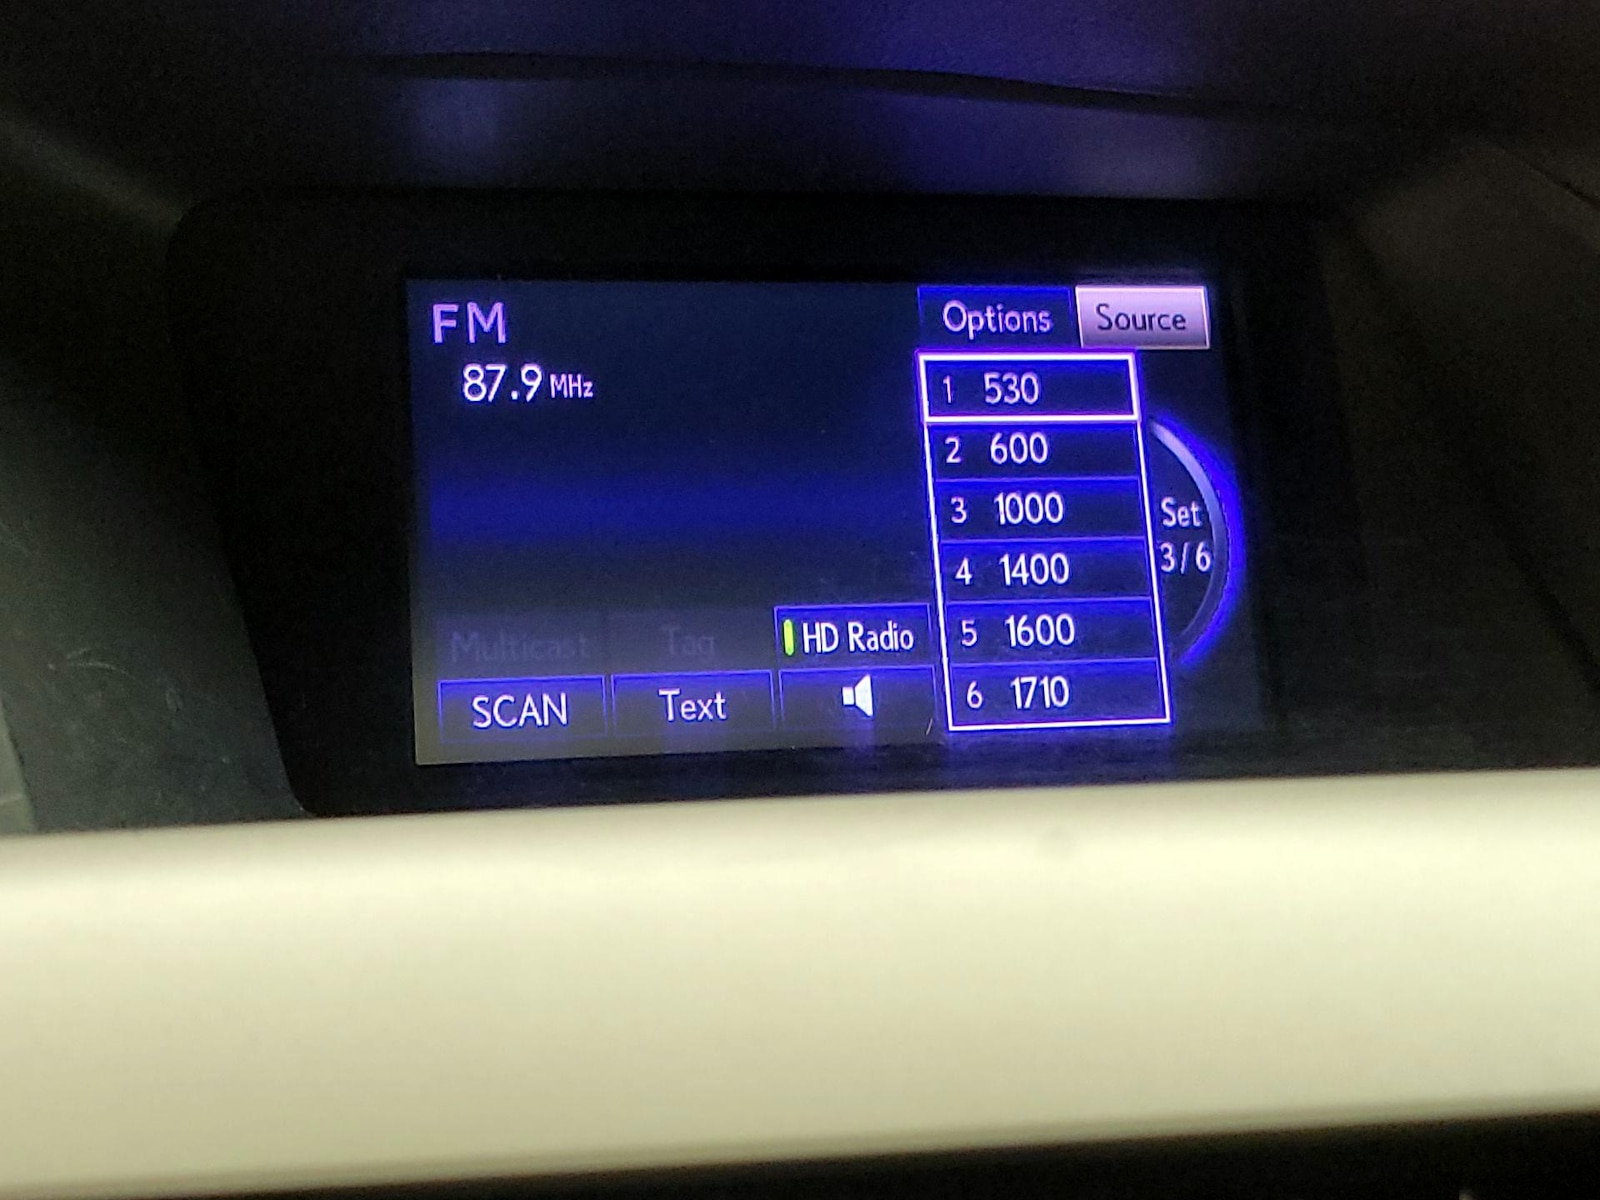 FM
87.9 MHz
Options
Source
1 530
2 600
3 1000
4 1400
5 1600
6 1710
Set
3/6
Multicast
Tag
HD Radio
SCAN
Text